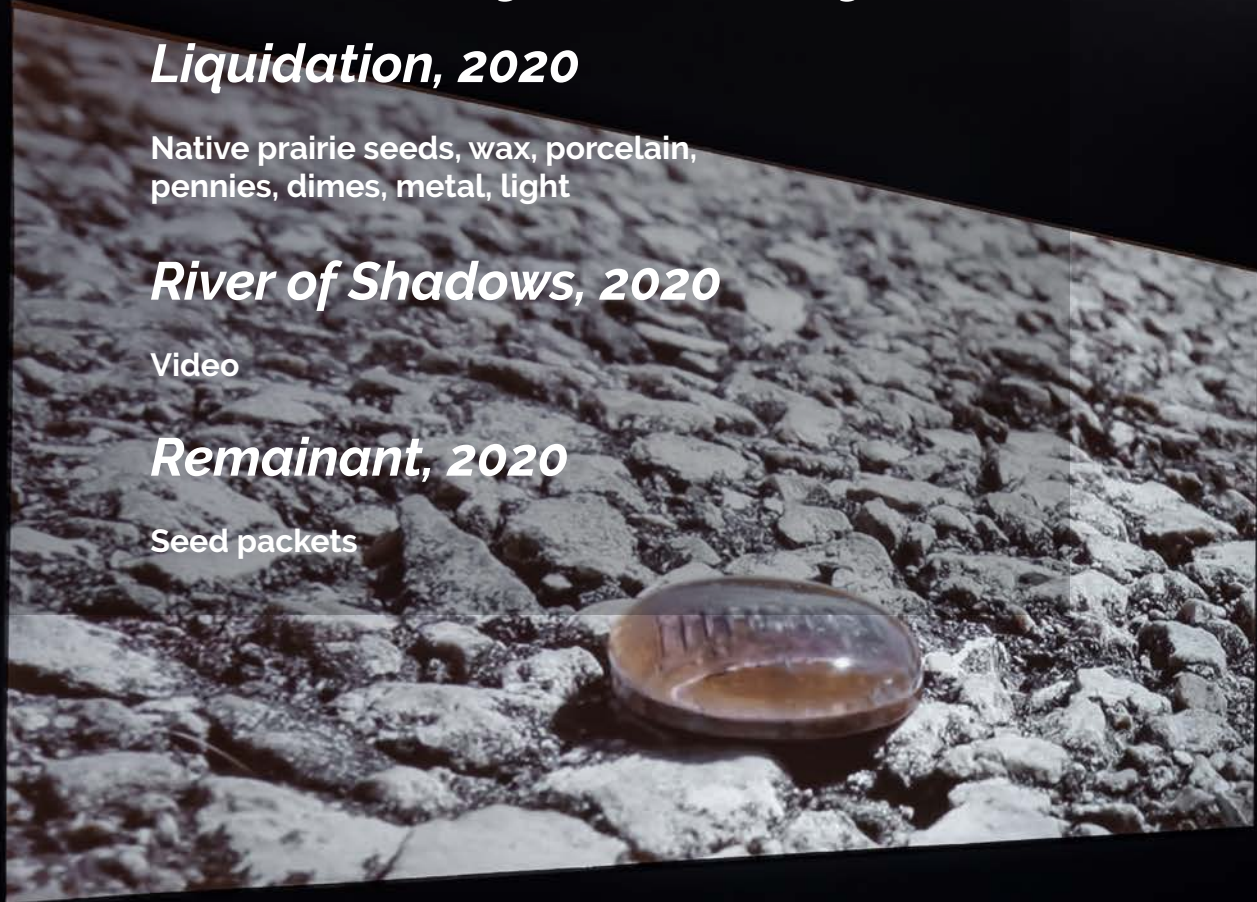 Liquidation, 2020
Native prairie seeds, wax, porcelain,
pennies, dimes, metal, light
River of Shadows, 2020
Video
Remainant, 2020
Seed packets